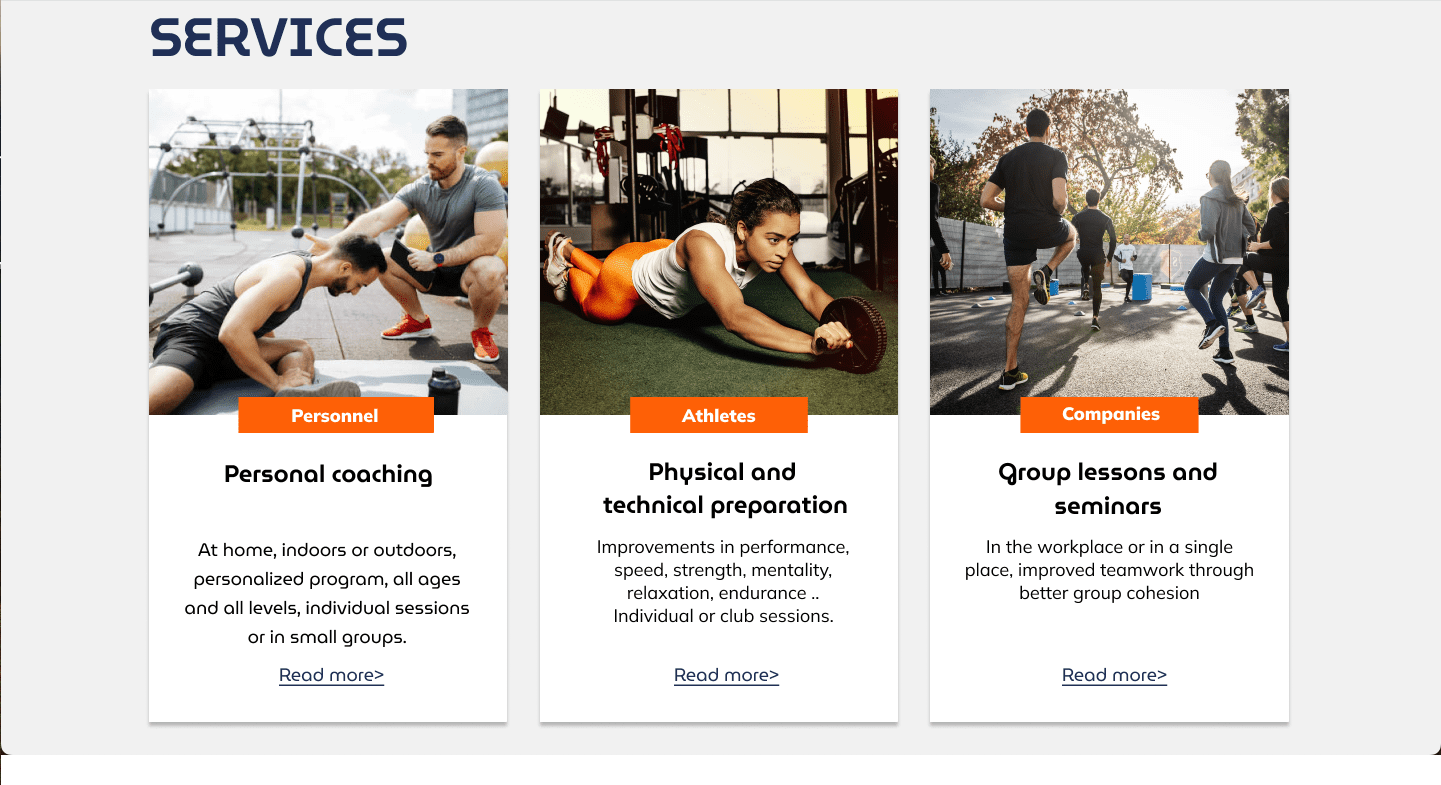 SERVICES
Personnel
Personal coaching
At home, indoors or outdoors,
personalized program, all ages
and all levels, individual sessions
or in small groups.
Read more>
Athletes
Physical and
technical preparation
Improvements in performance,
speed, strength, mentality,
relaxation, endurance ..
Individual or club sessions.
Read more>
Companies
Group lessons and
seminars
In the workplace or in a single
place, improved teamwork through
better group cohesion
Read more>